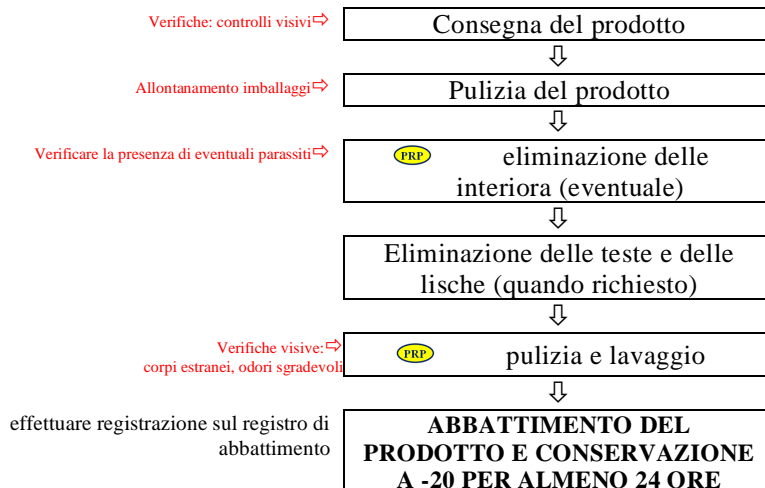 Verifiche: controlli visivi⇨
Consegna del prodotto
Allontanamento imballaggi⇨
Pulizia del prodotto
Verificare la presenza di eventuali parassiti⇨
PRP eliminazione delle
interiora (eventuale)
Eliminazione delle teste e delle
lische (quando richiesto)
Verifiche visive:⇨
corpi estranei, odori sgradevoli
PRP pulizia e lavaggio
effettuare registrazione sul registro di
abbattimento
ABBATTIMENTO DEL
PRODOTTO E CONSERVAZIONE
A -20 PER ALMENO 24 ORE